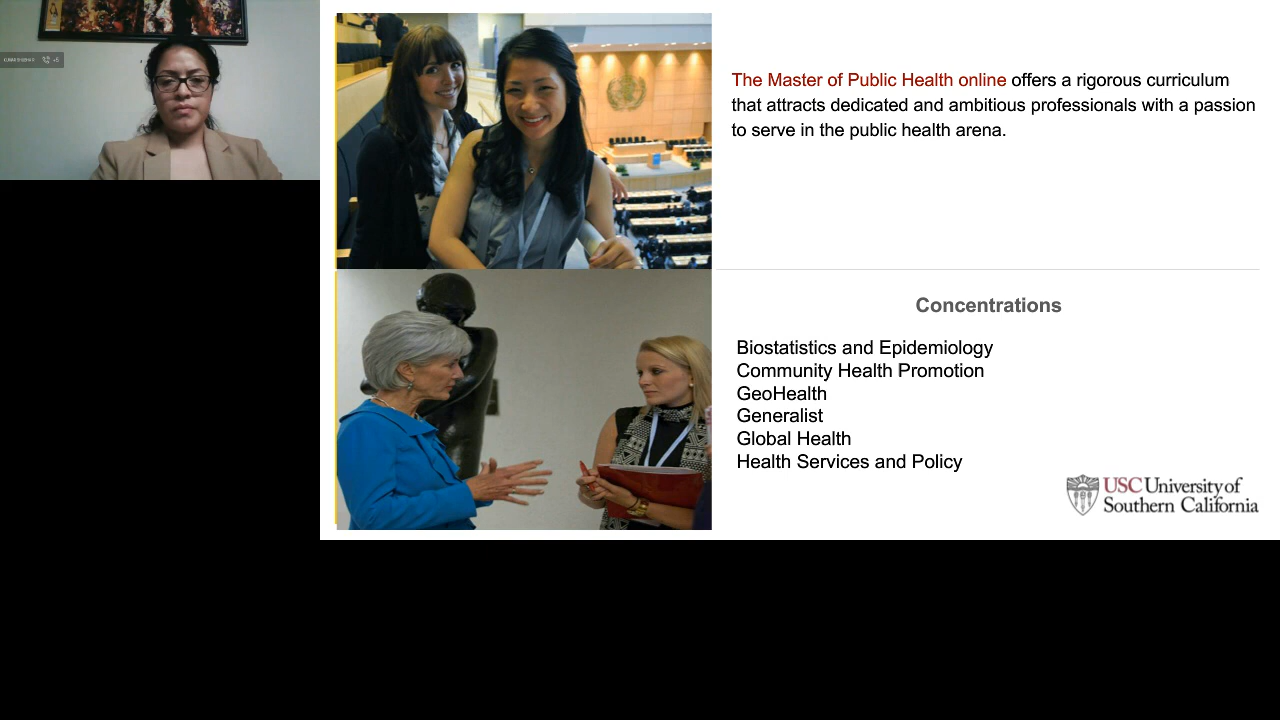 The Master of Public Health online offers a rigorous curriculum
that attracts dedicated and ambitious professionals with a passion
to serve in the public health arena.
Concentrations
Biostatistics and Epidemiology
Community Health Promotion
GeoHealth
Generalist
Global Health
Health Services and Policy
USC University of
Southern California